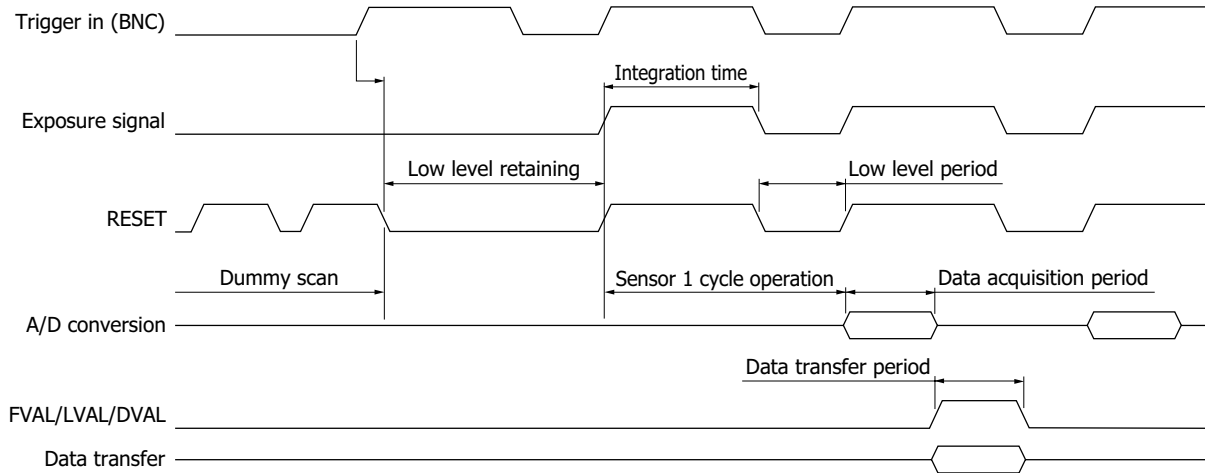 Trigger in (BNC)
Integration time
Exposure signal
Low level retaining
Low level period
RESET
Dummy scan
Sensor 1 cycle operation
Data acquisition period
A/D conversion
Data transfer period
FVAL/LVAL/DVAL
Data transfer